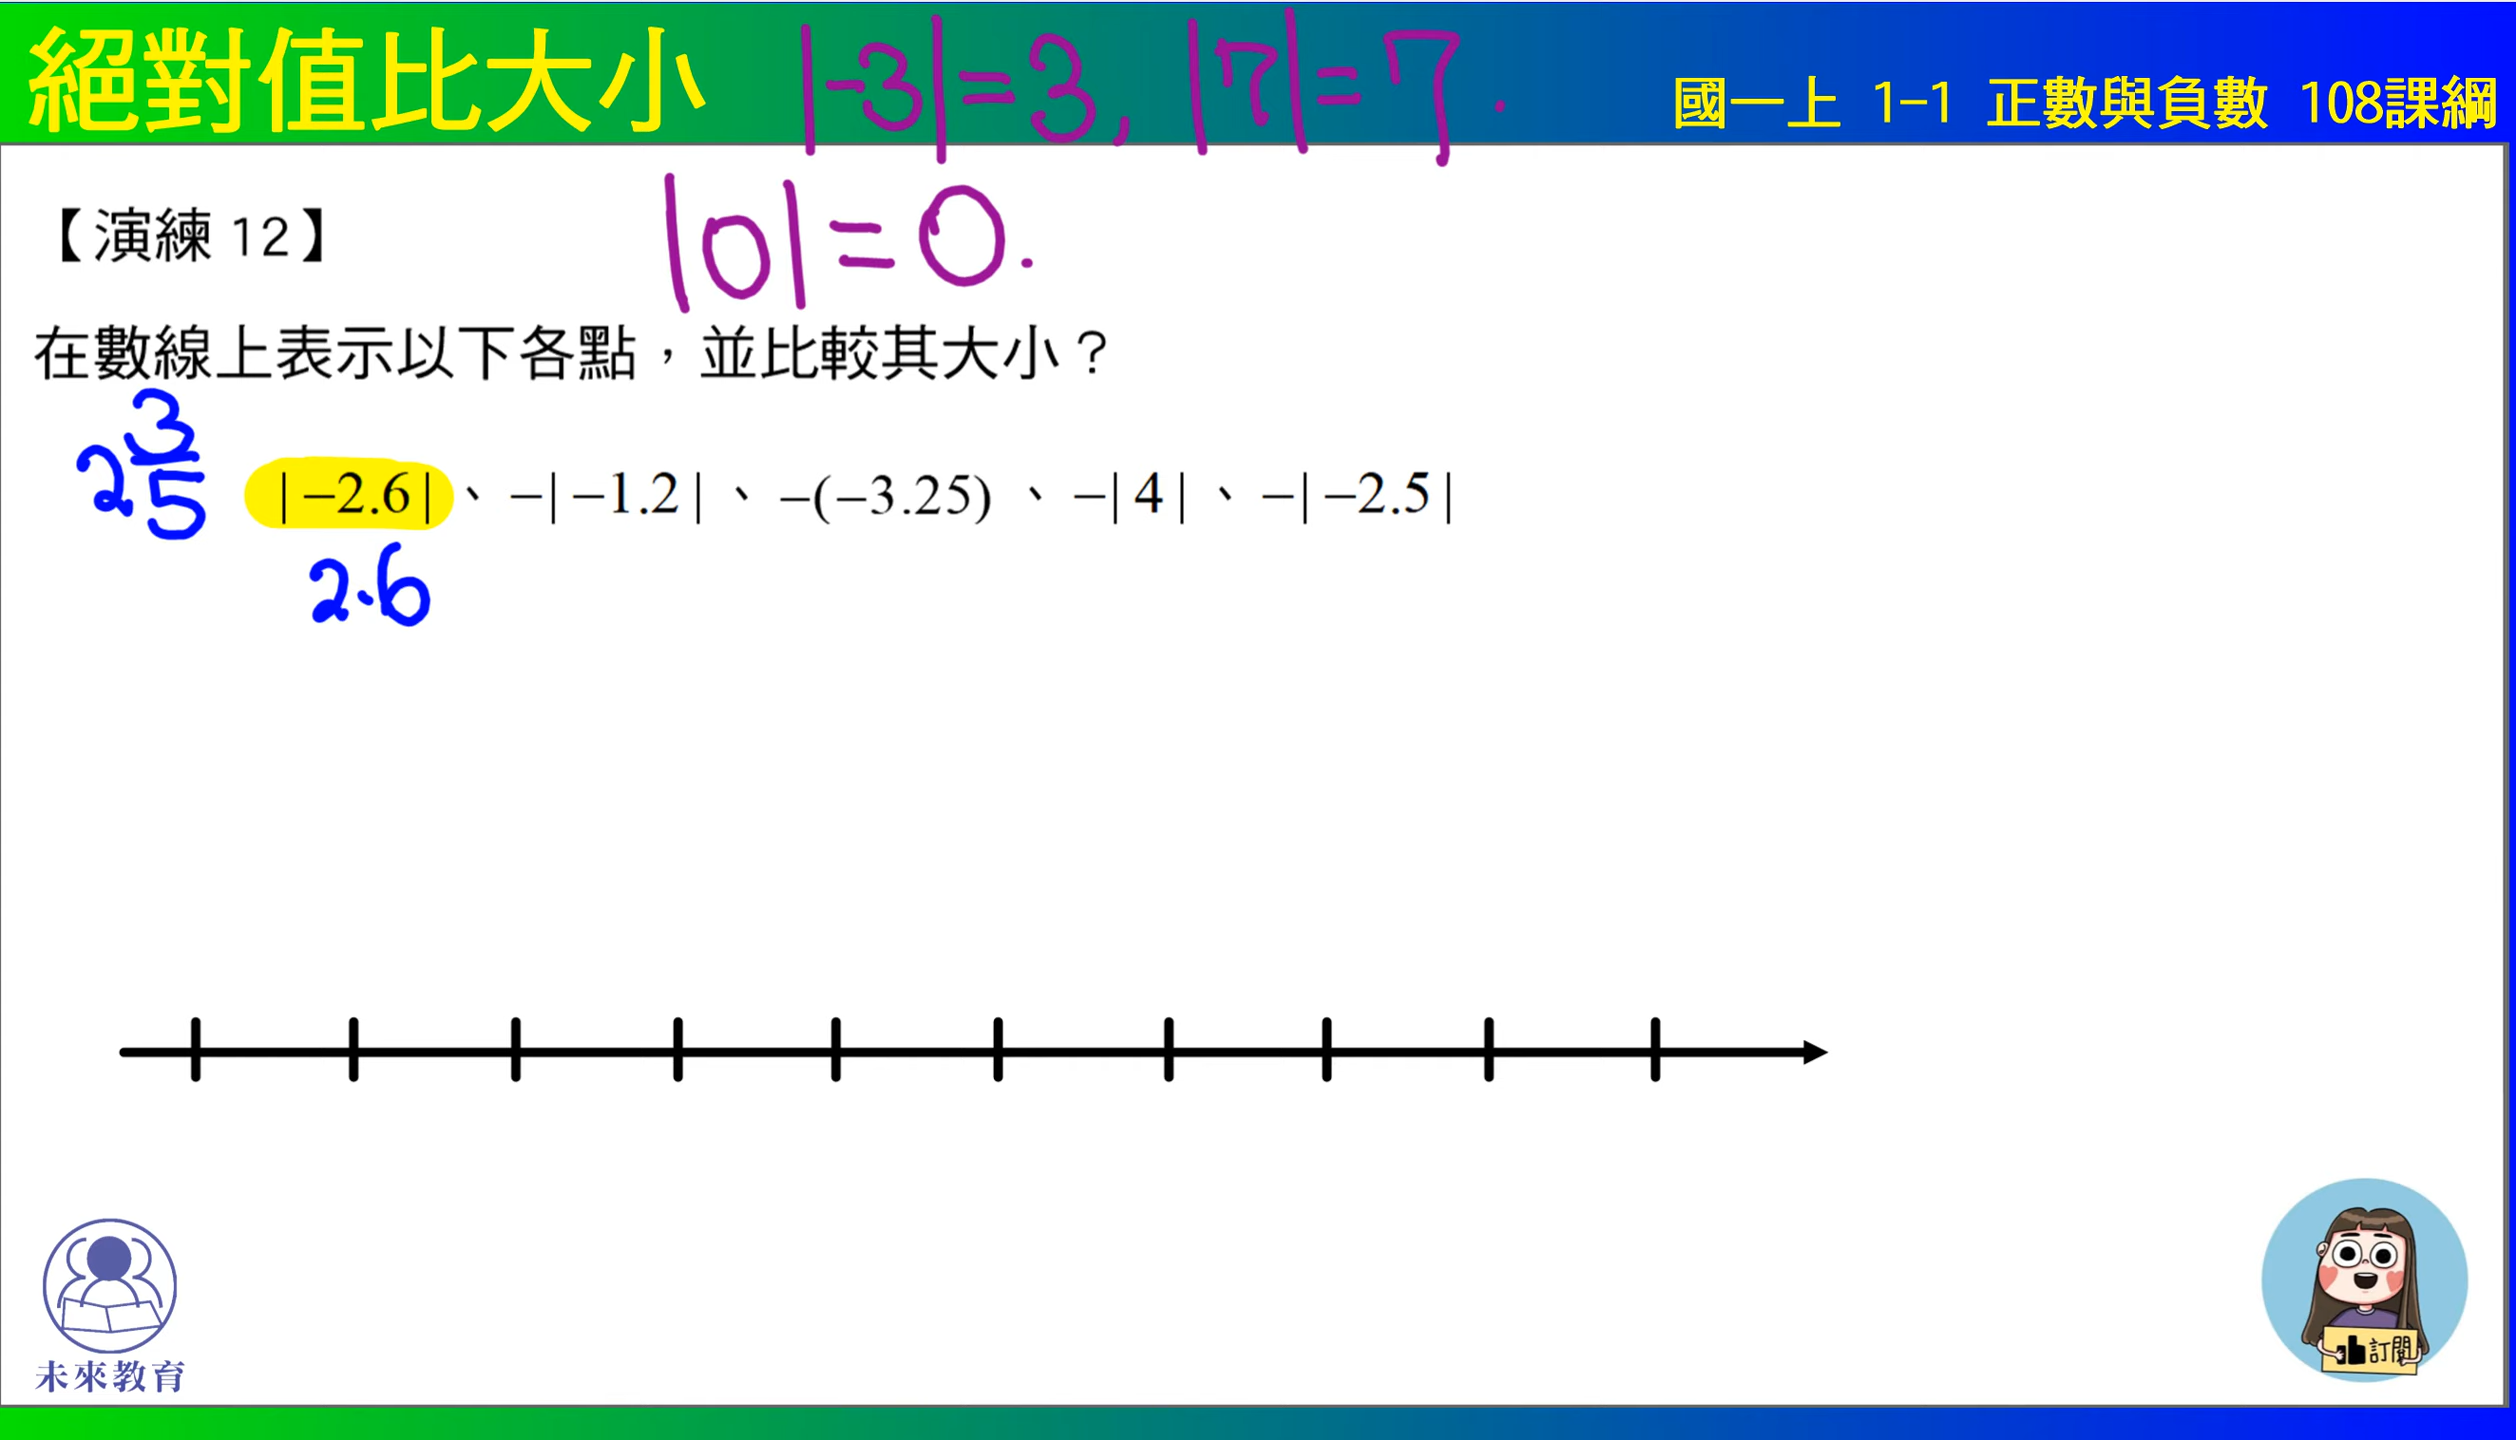 絕對值比大小 |-3|=3, |7|=7. 國一上 1-1 正數與負數 108課綱
【演練 12】 |0|=0.
在數線上表示以下各點，並比較其大小？
2 3/5 |−2.6|、−|−1.2|、−(−3.25)、−|4|、−|−2.5|
2.6
未來教育
訂閱